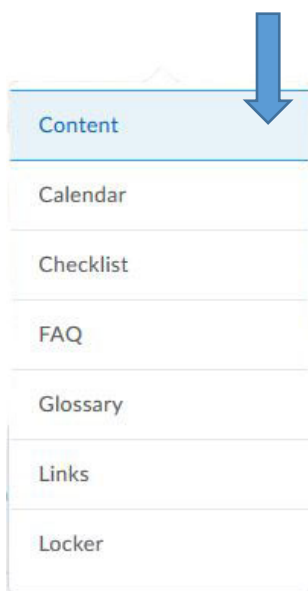 Content
Calendar
Checklist
FAQ
Glossary
Links
Locker